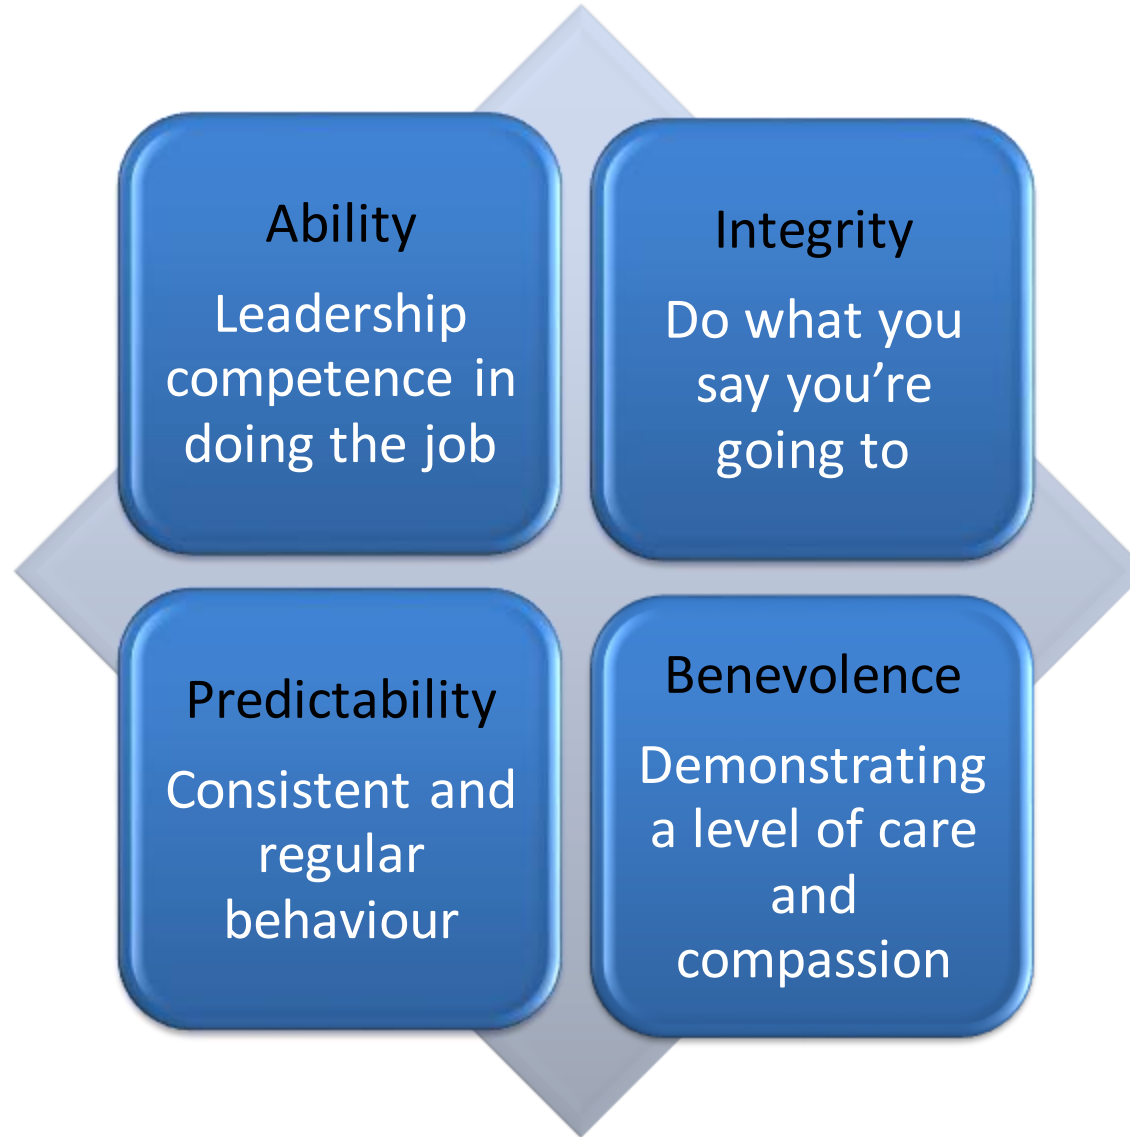 Ability
Leadership
competence in
doing the job
Integrity
Do what you
say you’re
going to
Predictability
Consistent and
regular
behaviour
Benevolence
Demonstrating
a level of care
and
compassion